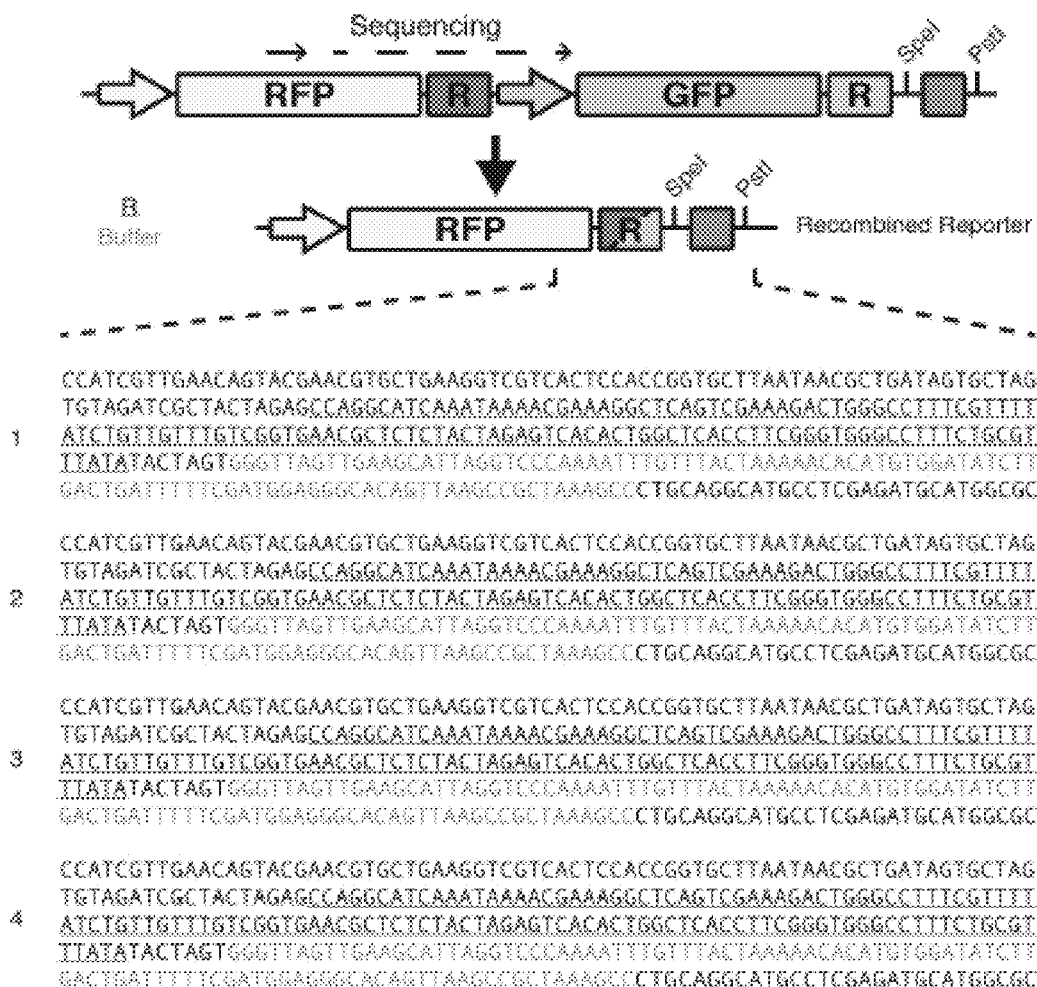 Sequencing
RFP R GFP R SpeI PstI
R
Buffer
RFP R SpeI PstI
Recombined Reporter
1
CCATCGTTGAACAGTACGAACGTGCTGAAGGTCGTCACTCCACCGGTGCTTAATAACGCTGATAGTGCTAG
TGTAGATCGCTACTAGAGCCAGGCATCAAATAAAACGAAAGGCTCAGTCGAAAGACTGGGCCTTTCGTTTT
ATCTGTTGTTTGTCGGTGAACGCTCTCTACTAGAGTCACACTGGCTCACCTTCGGGTGGGCCTTTCTGCGT
TTATATACTAGTGGGTTAGTTGAAGCATTAGGTCCCAAAATTTGTTTACTAAAAACACATGTGGATATCTT
GACTGATTTTTCGATGGAGGGCACAGTTAAGCCGCTAAAGCCCTGCAGGCATGCCTCGAGATGCATGGCGC
2
CCATCGTTGAACAGTACGAACGTGCTGAAGGTCGTCACTCCACCGGTGCTTAATAACGCTGATAGTGCTAG
TGTAGATCGCTACTAGAGCCAGGCATCAAATAAAACGAAAGGCTCAGTCGAAAGACTGGGCCTTTCGTTTT
ATCTGTTGTTTGTCGGTGAACGCTCTCTACTAGAGTCACACTGGCTCACCTTCGGGTGGGCCTTTCTGCGT
TTATATACTAGTGGGTTAGTTGAAGCATTAGGTCCCAAAATTTGTTTACTAAAAACACATGTGGATATCTT
GACTGATTTTTCGATGGAGGGCACAGTTAAGCCGCTAAAGCCCTGCAGGCATGCCTCGAGATGCATGGCGC
3
CCATCGTTGAACAGTACGAACGTGCTGAAGGTCGTCACTCCACCGGTGCTTAATAACGCTGATAGTGCTAG
TGTAGATCGCTACTAGAGCCAGGCATCAAATAAAACGAAAGGCTCAGTCGAAAGACTGGGCCTTTCGTTTT
ATCTGTTGTTTGTCGGTGAACGCTCTCTACTAGAGTCACACTGGCTCACCTTCGGGTGGGCCTTTCTGCGT
TTATATACTAGTGGGTTAGTTGAAGCATTAGGTCCCAAAATTTGTTTACTAAAAACACATGTGGATATCTT
GACTGATTTTTCGATGGAGGGCACAGTTAAGCCGCTAAAGCCCTGCAGGCATGCCTCGAGATGCATGGCGC
4
CCATCGTTGAACAGTACGAACGTGCTGAAGGTCGTCACTCCACCGGTGCTTAATAACGCTGATAGTGCTAG
TGTAGATCGCTACTAGAGCCAGGCATCAAATAAAACGAAAGGCTCAGTCGAAAGACTGGGCCTTTCGTTTT
ATCTGTTGTTTGTCGGTGAACGCTCTCTACTAGAGTCACACTGGCTCACCTTCGGGTGGGCCTTTCTGCGT
TTATATACTAGTGGGTTAGTTGAAGCATTAGGTCCCAAAATTTGTTTACTAAAAACACATGTGGATATCTT
GACTGATTTTTCGATGGAGGGCACAGTTAAGCCGCTAAAGCCCTGCAGGCATGCCTCGAGATGCATGGCGC